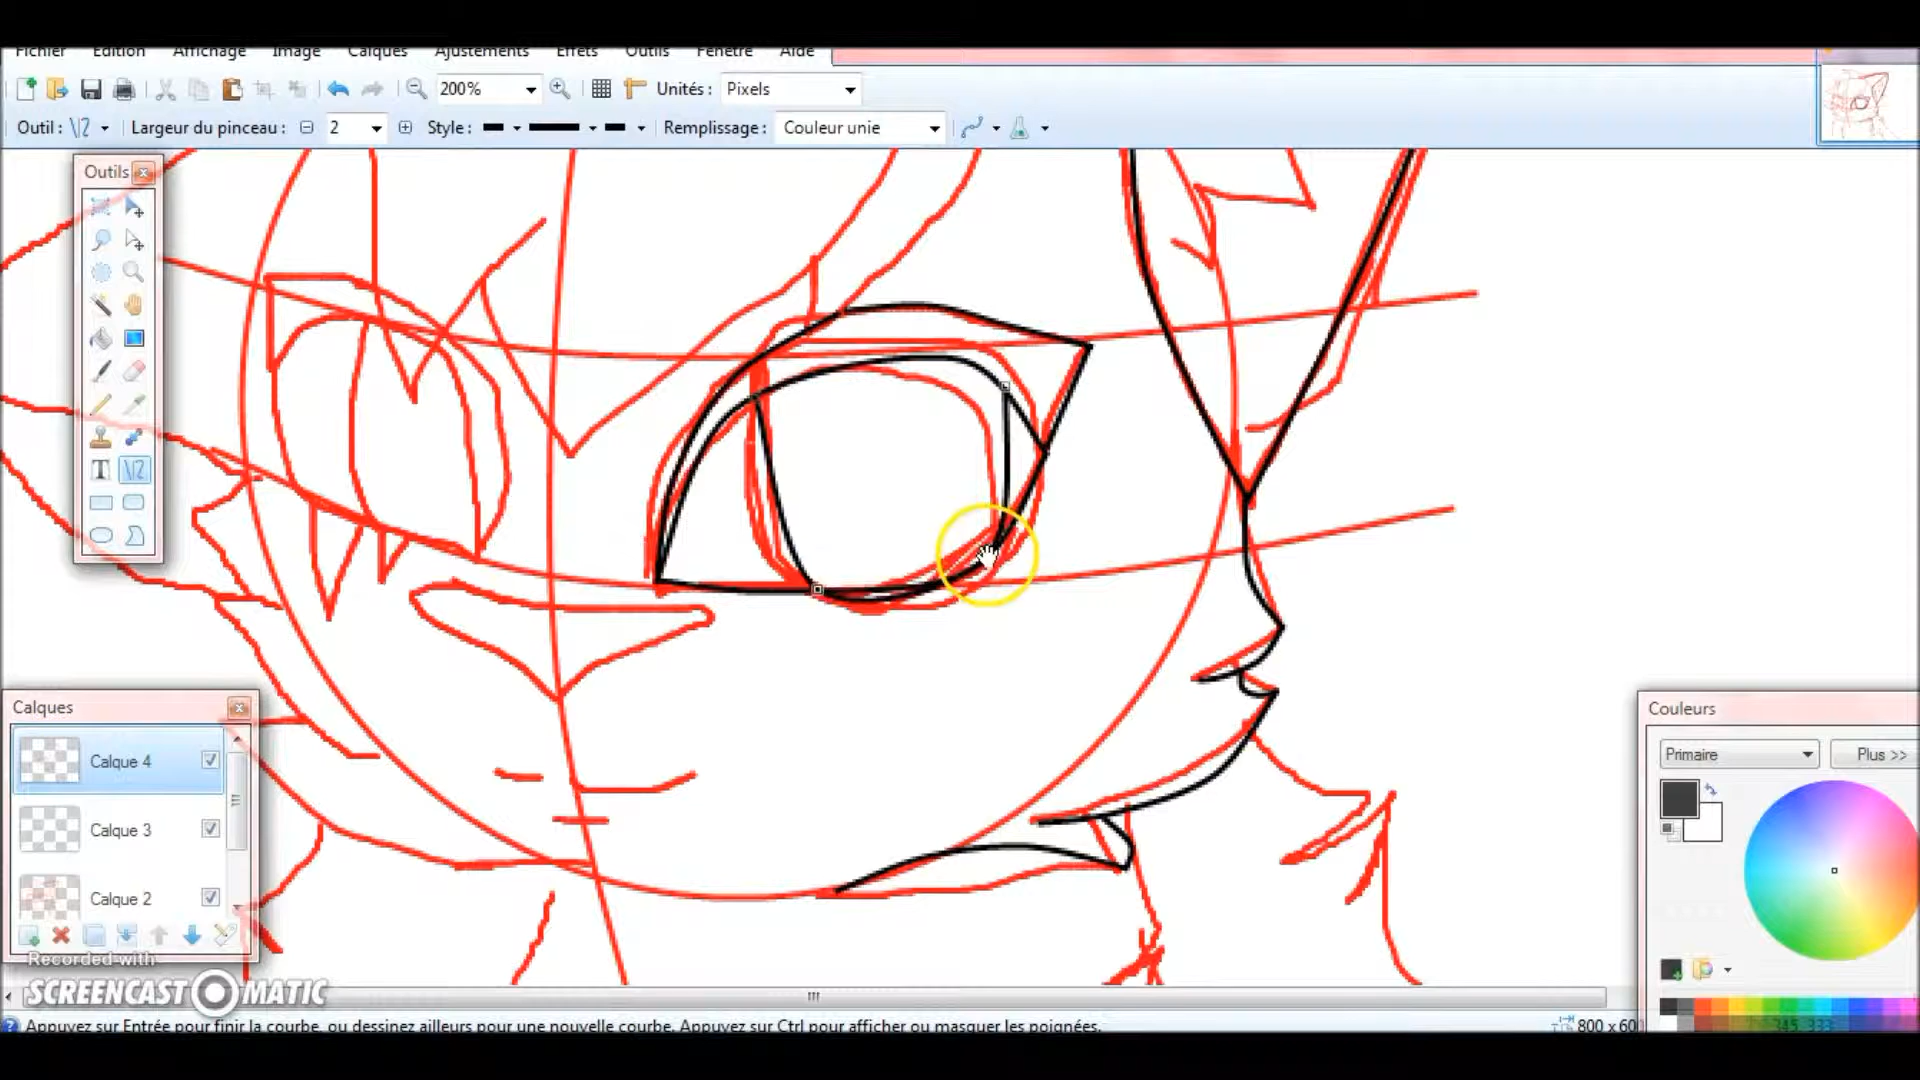 Fichier Edition Affichage Image Calques Ajustements Effets Outils Fenêtre Aide
200% Unités : Pixels
Outil : Largeur du pinceau : 2 Style : Remplissage : Couleur unie
Outils
T
Calques
Calque 4
Calque 3
Calque 2
Couleurs
Primaire Plus >>
Recorded with
SCREENCAST MATIC
Appuyez sur Entrée pour finir la courbe, ou dessinez ailleurs pour une nouvelle courbe. Appuyez sur Ctrl pour afficher ou masquer les poignées.
800 x 600
345, 333